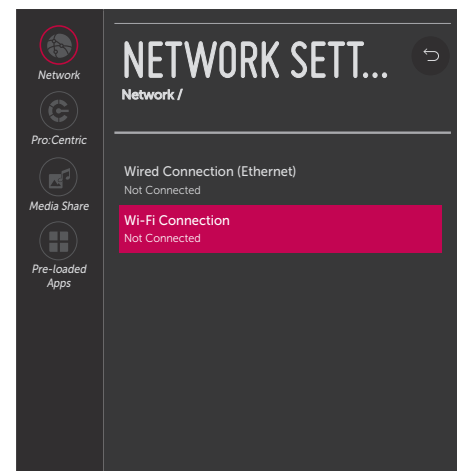 Network
Pro:Centric
Media Share
Pre-loaded
Apps
NETWORK SETT...
Network /
Wired Connection (Ethernet)
Not Connected
Wi-Fi Connection
Not Connected